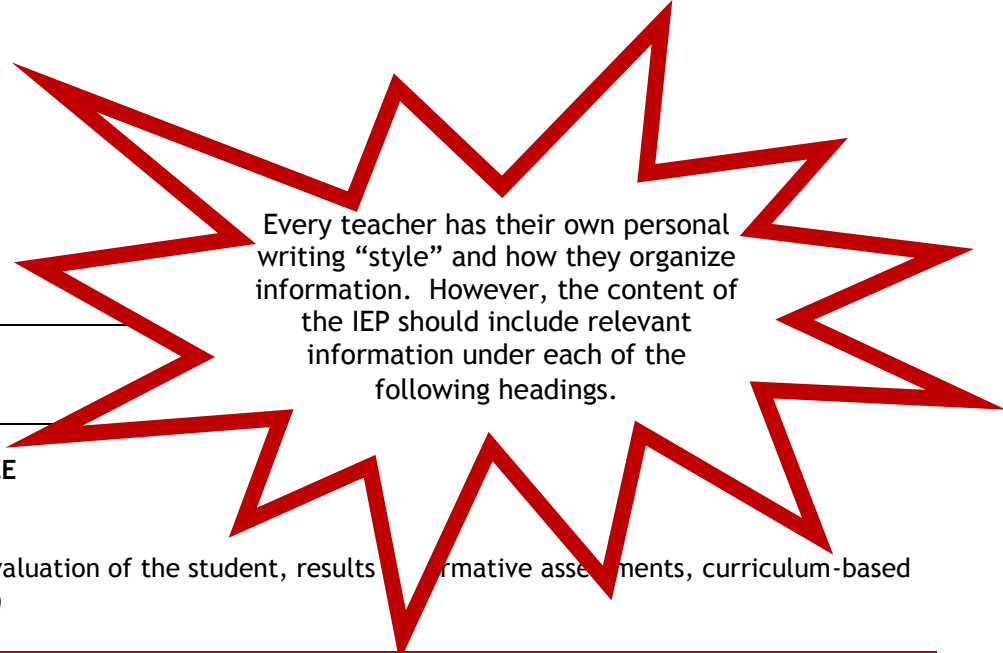 Every teacher has their own personal
writing “style” and how they organize
information.  However, the content of
the IEP should include relevant
information under each of the
following headings.
E
valuation of the student, results rmative asse ments, curriculum-based
)